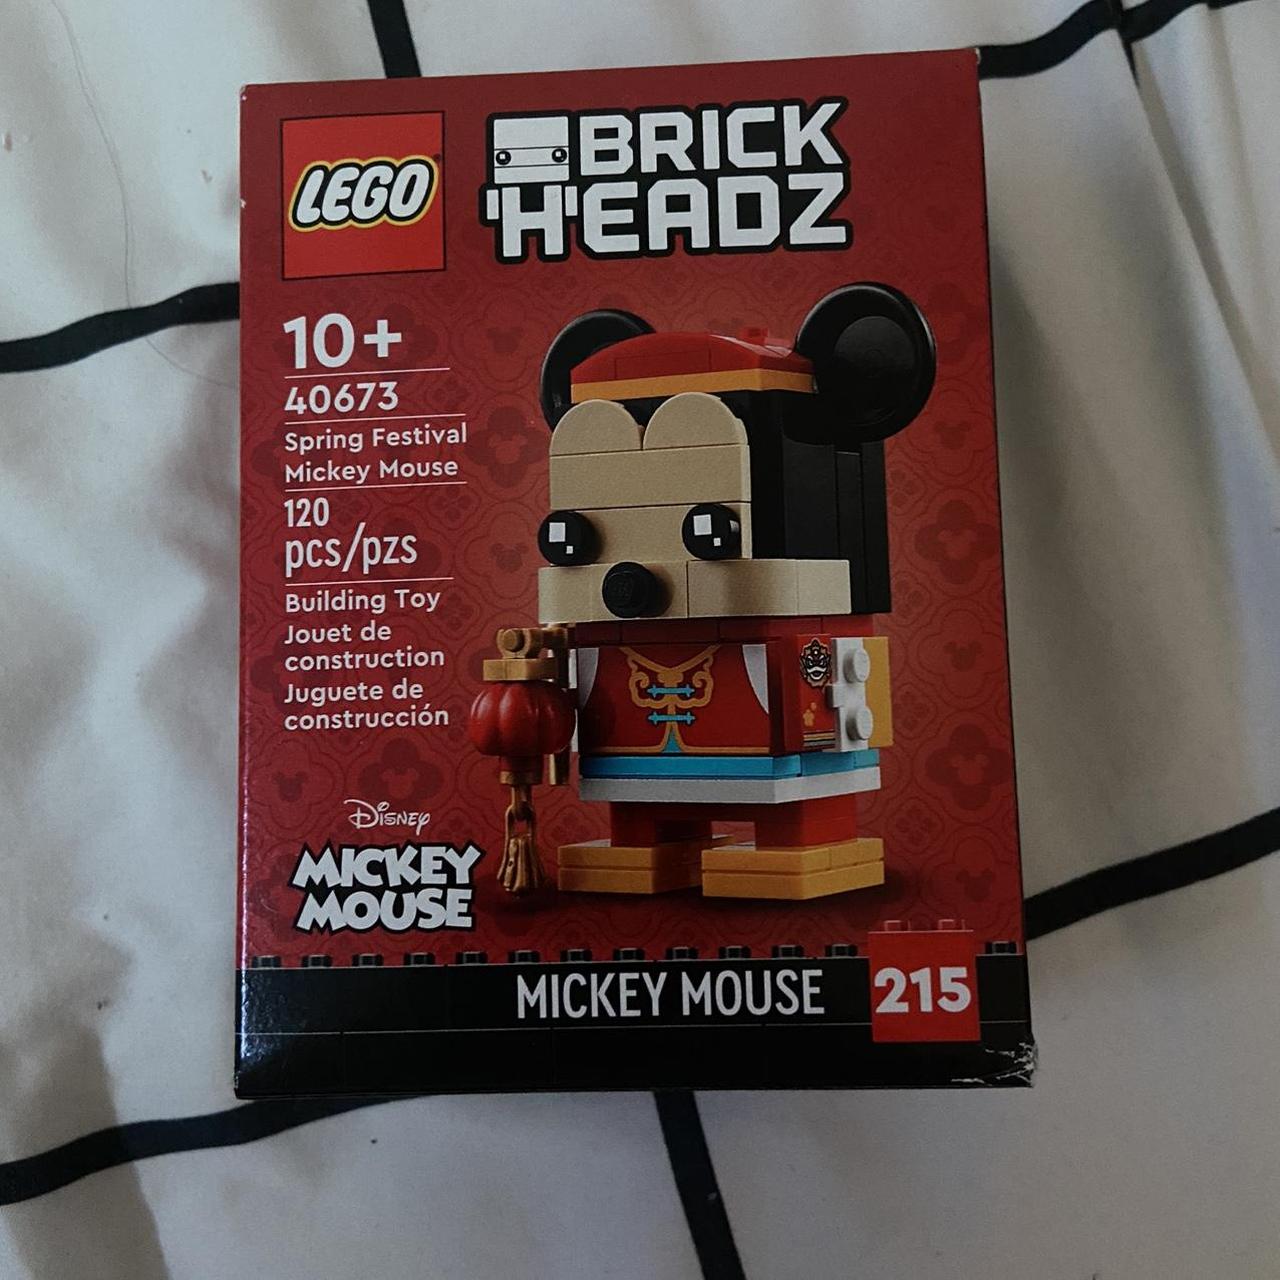 LEGO
BRICK
'H'EADZ
10+
40673
Spring Festival
Mickey Mouse
120
pcs/pzs
Building Toy
Jouet de
construction
Juguete de
construcción
Disney
MICKEY
MOUSE
MICKEY MOUSE
215